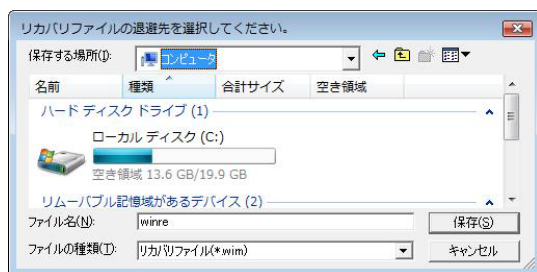 リカバリファイルの退避先を選択してください。
保存する場所(I): コンピュータ
名前 種類 合計サイズ 空き領域
ハード ディスク ドライブ (1)
ローカル ディスク (C:)
空き領域 13.6 GB/19.9 GB
リムーバブル記憶域があるデバイス (2)
ファイル名(N): winre 保存(S)
ファイルの種類(T): リカバリファイル(*.wim) キャンセル